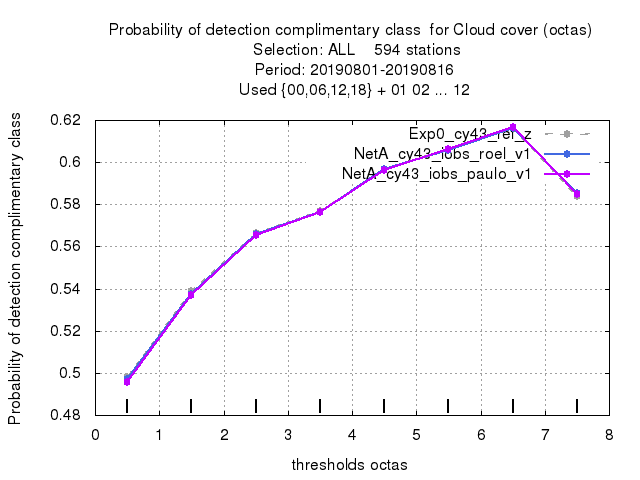 Probability of detection complimentary class  for Cloud cover (octas)
Selection: ALL    594 stations
Period: 20190801-20190816
Used {00,06,12,18} + 01 02 ... 12
Probability of detection complimentary class
0.62
0.6
0.58
0.56
0.54
0.52
0.5
0.48
Exp0_cy43_ref_z
NetA_cy43_iobs_roel_v1
NetA_cy43_iobs_paulo_v1
0 1 2 3 4 5 6 7 8
thresholds octas